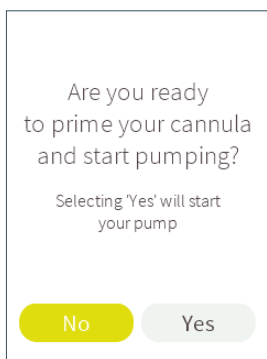 Are you ready
to prime your cannula
and start pumping?
Selecting 'Yes' will start
your pump
No
Yes